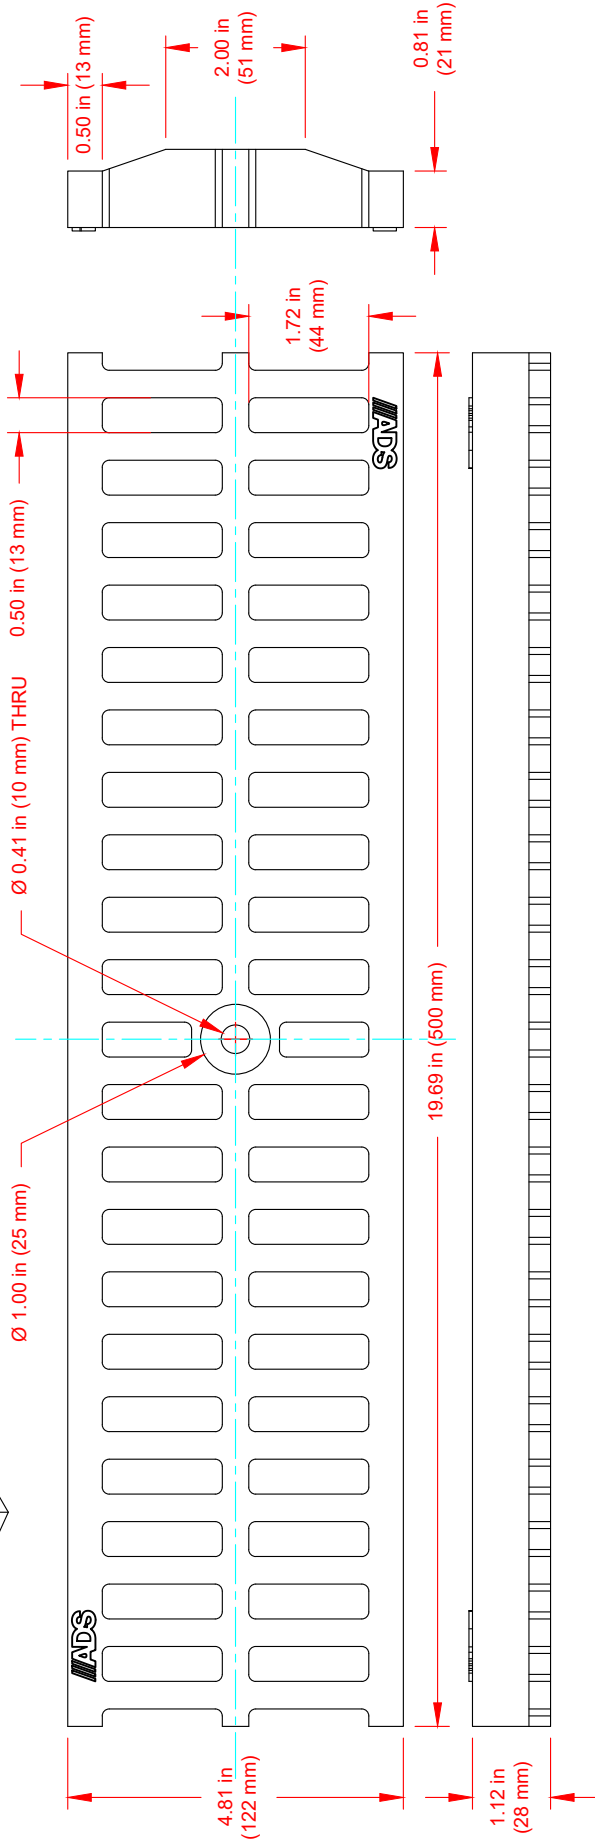 0.50 in (13 mm)
2.00 in
(51 mm)
0.81 in
(21 mm)
1.72 in
(44 mm)
0.50 in (13 mm)
Ø 0.41 in (10 mm) THRU
Ø 1.00 in (25 mm)
ADS
19.69 in (500 mm)
ADS
4.81 in
(122 mm)
1.12 in
(28 mm)